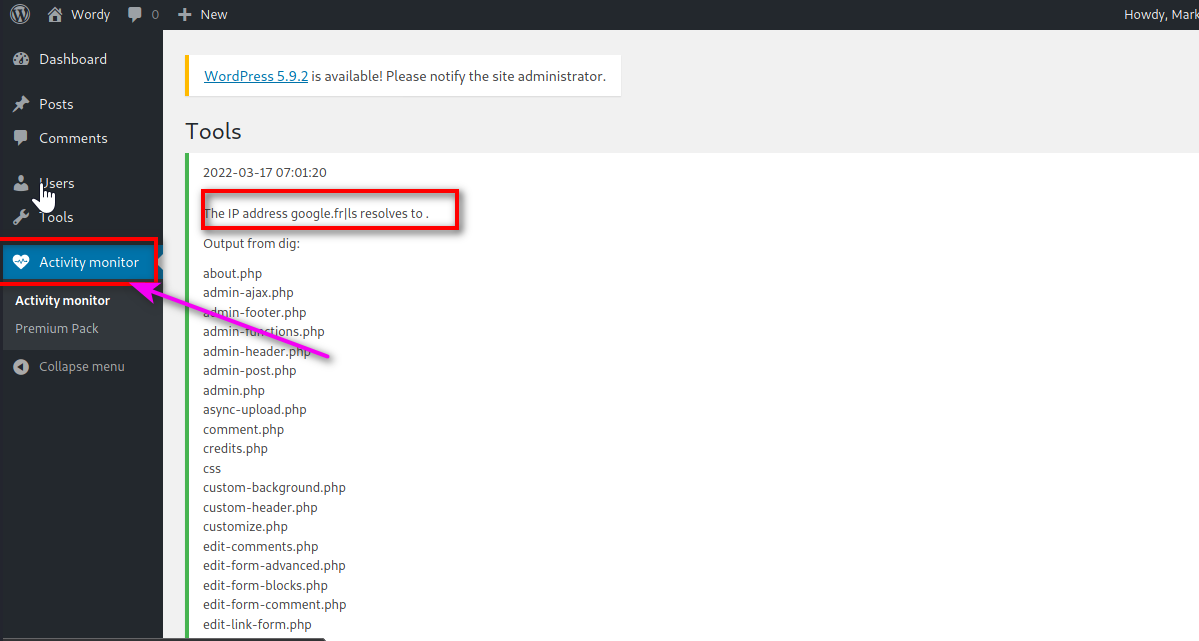 Wordy 0 New Howdy, Mark
Dashboard
Posts
Comments
Users
Tools
Activity monitor
Activity monitor
Premium Pack
Collapse menu
WordPress 5.9.2 is available! Please notify the site administrator.
Tools
2022-03-17 07:01:20
The IP address google.fr|ls resolves to .
Output from dig:
about.php
admin-ajax.php
admin-footer.php
admin-functions.php
admin-header.php
admin-post.php
admin.php
async-upload.php
comment.php
credits.php
css
custom-background.php
custom-header.php
customize.php
edit-comments.php
edit-form-advanced.php
edit-form-blocks.php
edit-form-comment.php
edit-link-form.php